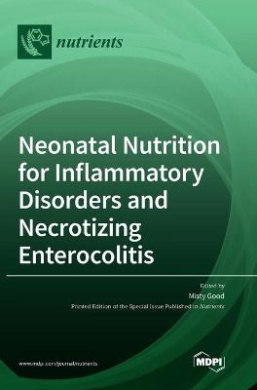 nutrients
Neonatal Nutrition
for Inflammatory
Disorders and
Necrotizing
Enterocolitis
Edited by
Misty Good
Printed Edition of the Special Issue Published in Nutrients
www.mdpi.com/journal/nutrients
MDPI